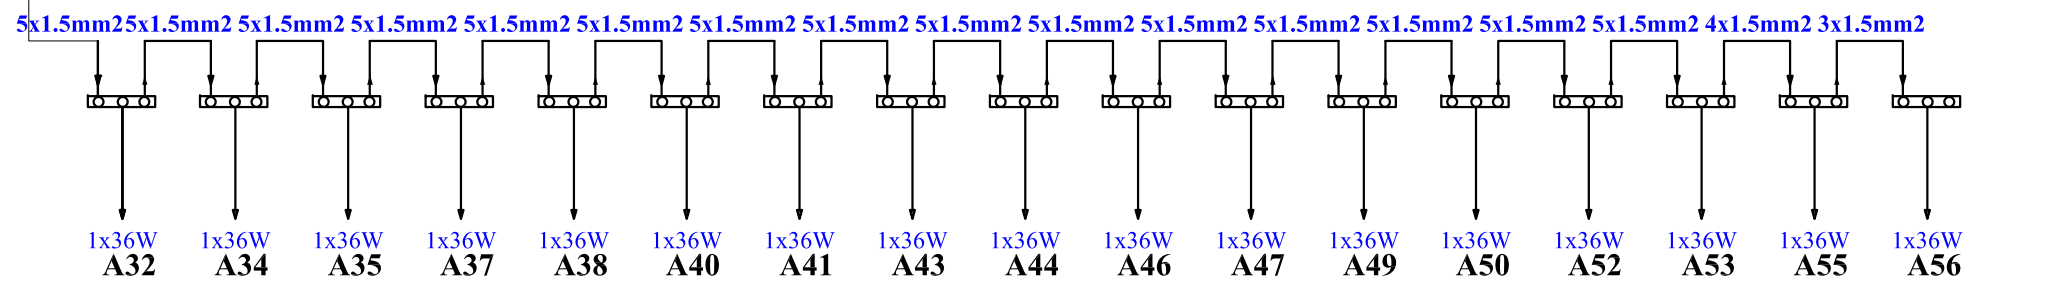 5x1.5mm2 5x1.5mm2 5x1.5mm2 5x1.5mm2 5x1.5mm2 5x1.5mm2 5x1.5mm2 5x1.5mm2 5x1.5mm2 5x1.5mm2 5x1.5mm2 5x1.5mm2 5x1.5mm2 5x1.5mm2 5x1.5mm2 4x1.5mm2 3x1.5mm2
1x36W 1x36W 1x36W 1x36W 1x36W 1x36W 1x36W 1x36W 1x36W 1x36W 1x36W 1x36W 1x36W 1x36W 1x36W 1x36W 1x36W
A32 A34 A35 A37 A38 A40 A41 A43 A44 A46 A47 A49 A50 A52 A53 A55 A56